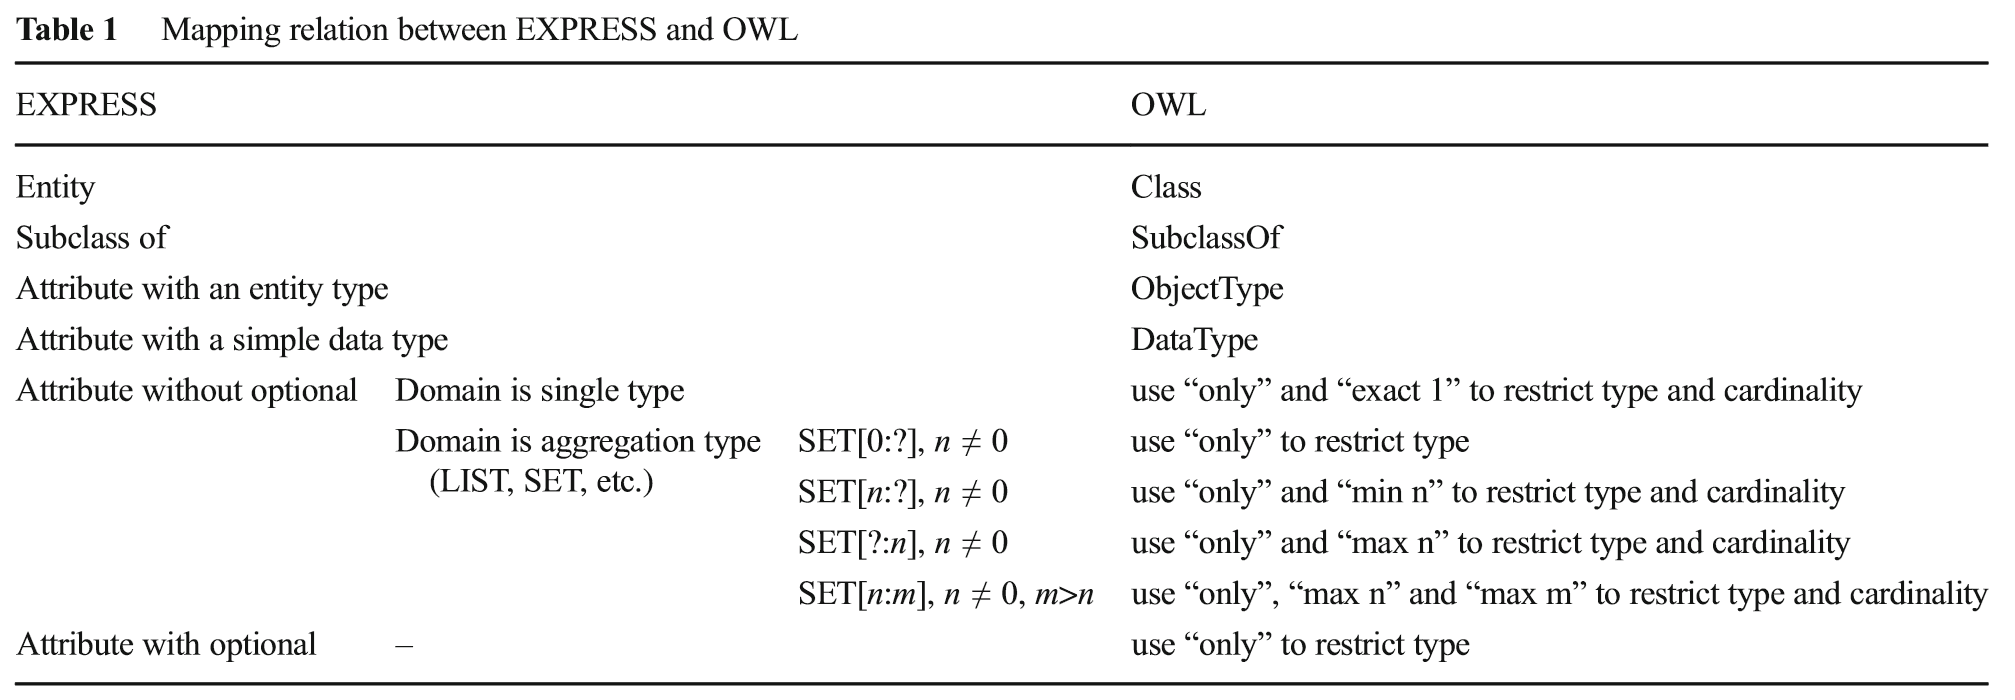 Table 1 Mapping relation between EXPRESS and OWL
EXPRESS OWL
Entity Class
Subclass of SubclassOf
Attribute with an entity type ObjectType
Attribute with a simple data type DataType
Attribute without optional Domain is single type use “only” and “exact 1” to restrict type and cardinality
Domain is aggregation type SET[0:?], n ≠ 0 use “only” to restrict type
(LIST, SET, etc.)
SET[n:?], n ≠ 0 use “only” and “min n” to restrict type and cardinality
SET[?:n], n ≠ 0 use “only” and “max n” to restrict type and cardinality
SET[n:m], n ≠ 0, m>n use “only”, “max n” and “max m” to restrict type and cardinality
Attribute with optional – use “only” to restrict type